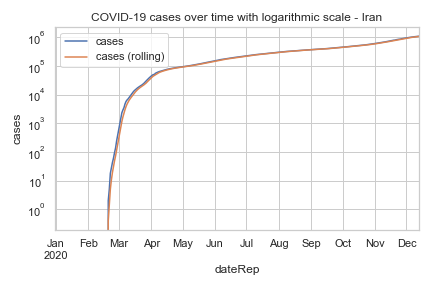 COVID-19 cases over time with logarithmic scale - Iran
cases
cases (rolling)
10⁶
10⁵
10⁴
10³
10²
10¹
10⁰
cases
Jan Feb Mar Apr May Jun Jul Aug Sep Oct Nov Dec
2020
dateRep